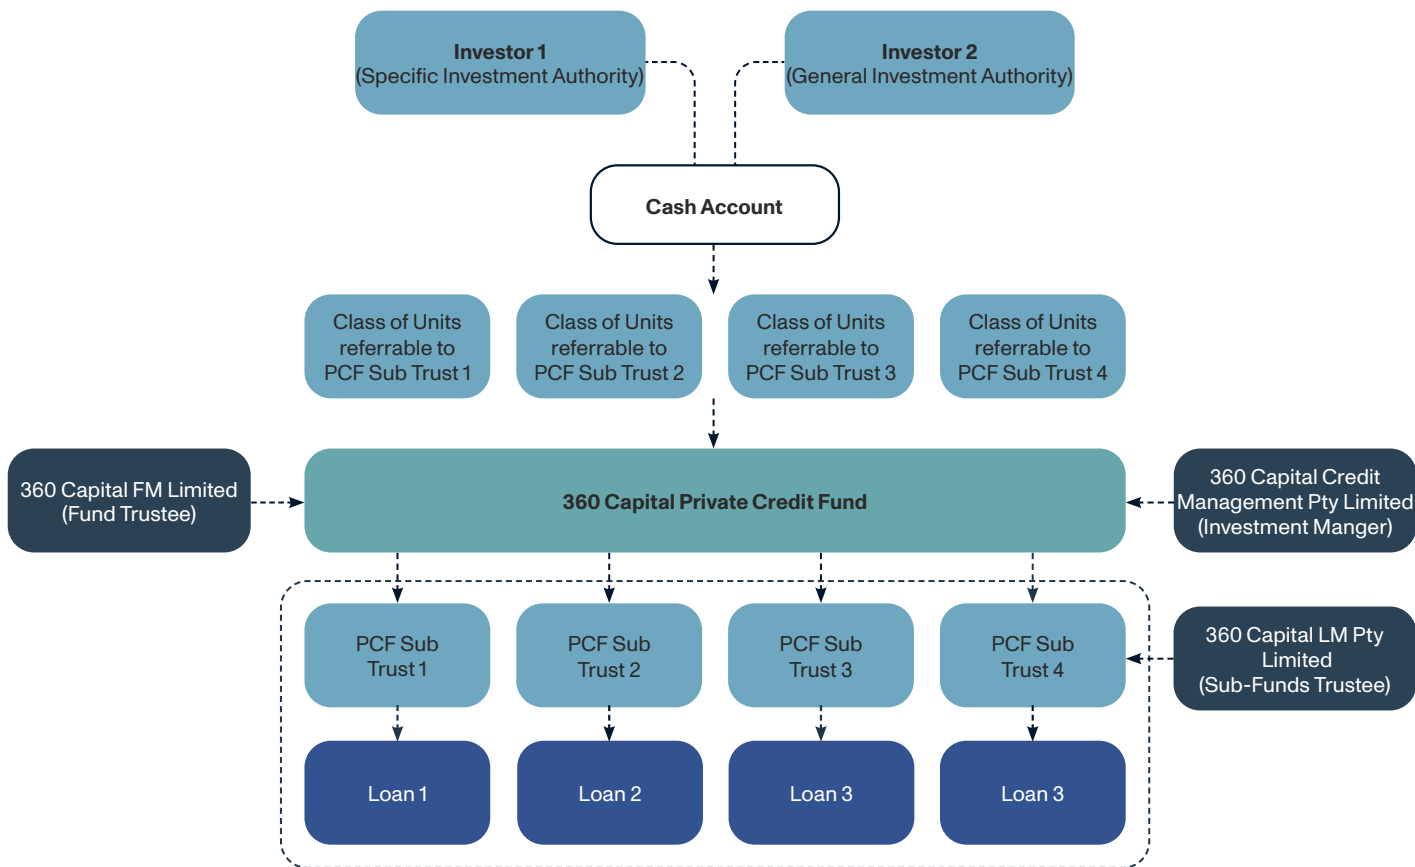 Investor 1
(Specific Investment Authority)
Investor 2
(General Investment Authority)
Cash Account
Class of Units
referrable to
PCF Sub Trust 1
Class of Units
referrable to
PCF Sub Trust 2
Class of Units
referrable to
PCF Sub Trust 3
Class of Units
referrable to
PCF Sub Trust 4
360 Capital FM Limited
(Fund Trustee)
360 Capital Private Credit Fund
360 Capital Credit
Management Pty Limited
(Investment Manger)
PCF Sub
Trust 1
PCF Sub
Trust 2
PCF Sub
Trust 3
PCF Sub
Trust 4
360 Capital LM Pty
Limited
(Sub-Funds Trustee)
Loan 1
Loan 2
Loan 3
Loan 3